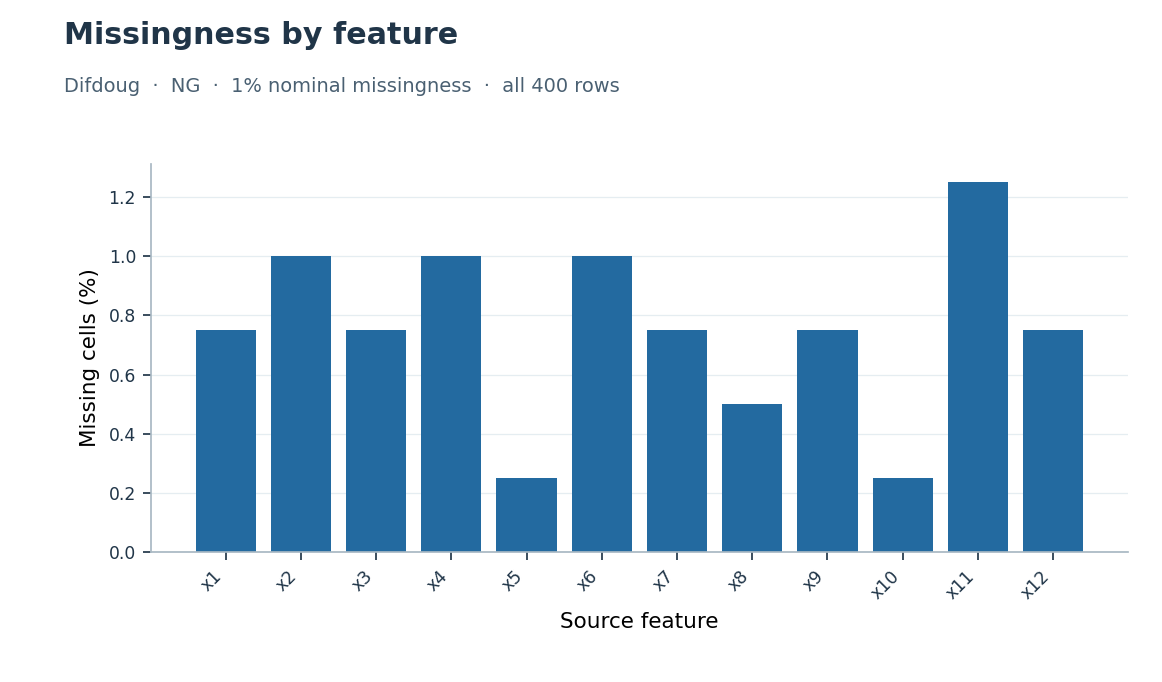 Missingness by feature
Difdoug · NG · 1% nominal missingness · all 400 rows
Missing cells (%)
1.2
1.0
0.8
0.6
0.4
0.2
0.0
x1 x2 x3 x4 x5 x6 x7 x8 x9 x10 x11 x12
Source feature